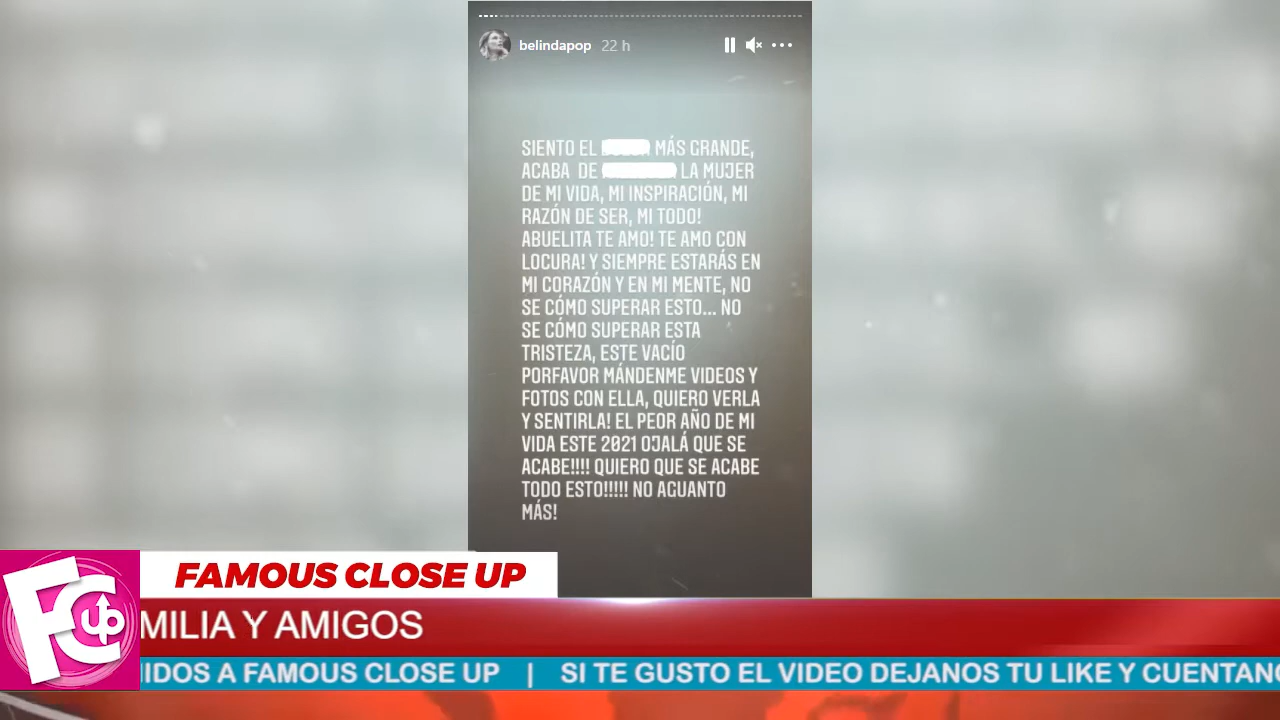 belindapop 22 h
SIENTO EL MÁS GRANDE,
ACABA DE LA MUJER
DE MI VIDA, MI INSPIRACIÓN, MI
RAZÓN DE SER, MI TODO!
ABUELITA TE AMO! TE AMO CON
LOCURA! Y SIEMPRE ESTARÁS EN
MI CORAZÓN Y EN MI MENTE, NO
SE CÓMO SUPERAR ESTO... NO
SE CÓMO SUPERAR ESTA
TRISTEZA, ESTE VACÍO
PORFAVOR MÁNDENME VIDEOS Y
FOTOS CON ELLA, QUIERO VERLA
Y SENTIRLA! EL PEOR AÑO DE MI
VIDA ESTE 2021 OJALÁ QUE SE
ACABE!!!! QUIERO QUE SE ACABE
TODO ESTO!!!!! NO AGUANTO
MÁS!
FAMOUS CLOSE UP
FC UP
MILIA Y AMIGOS
IDOS A FAMOUS CLOSE UP | SI TE GUSTO EL VIDEO DEJANOS TU LIKE Y CUENTANO